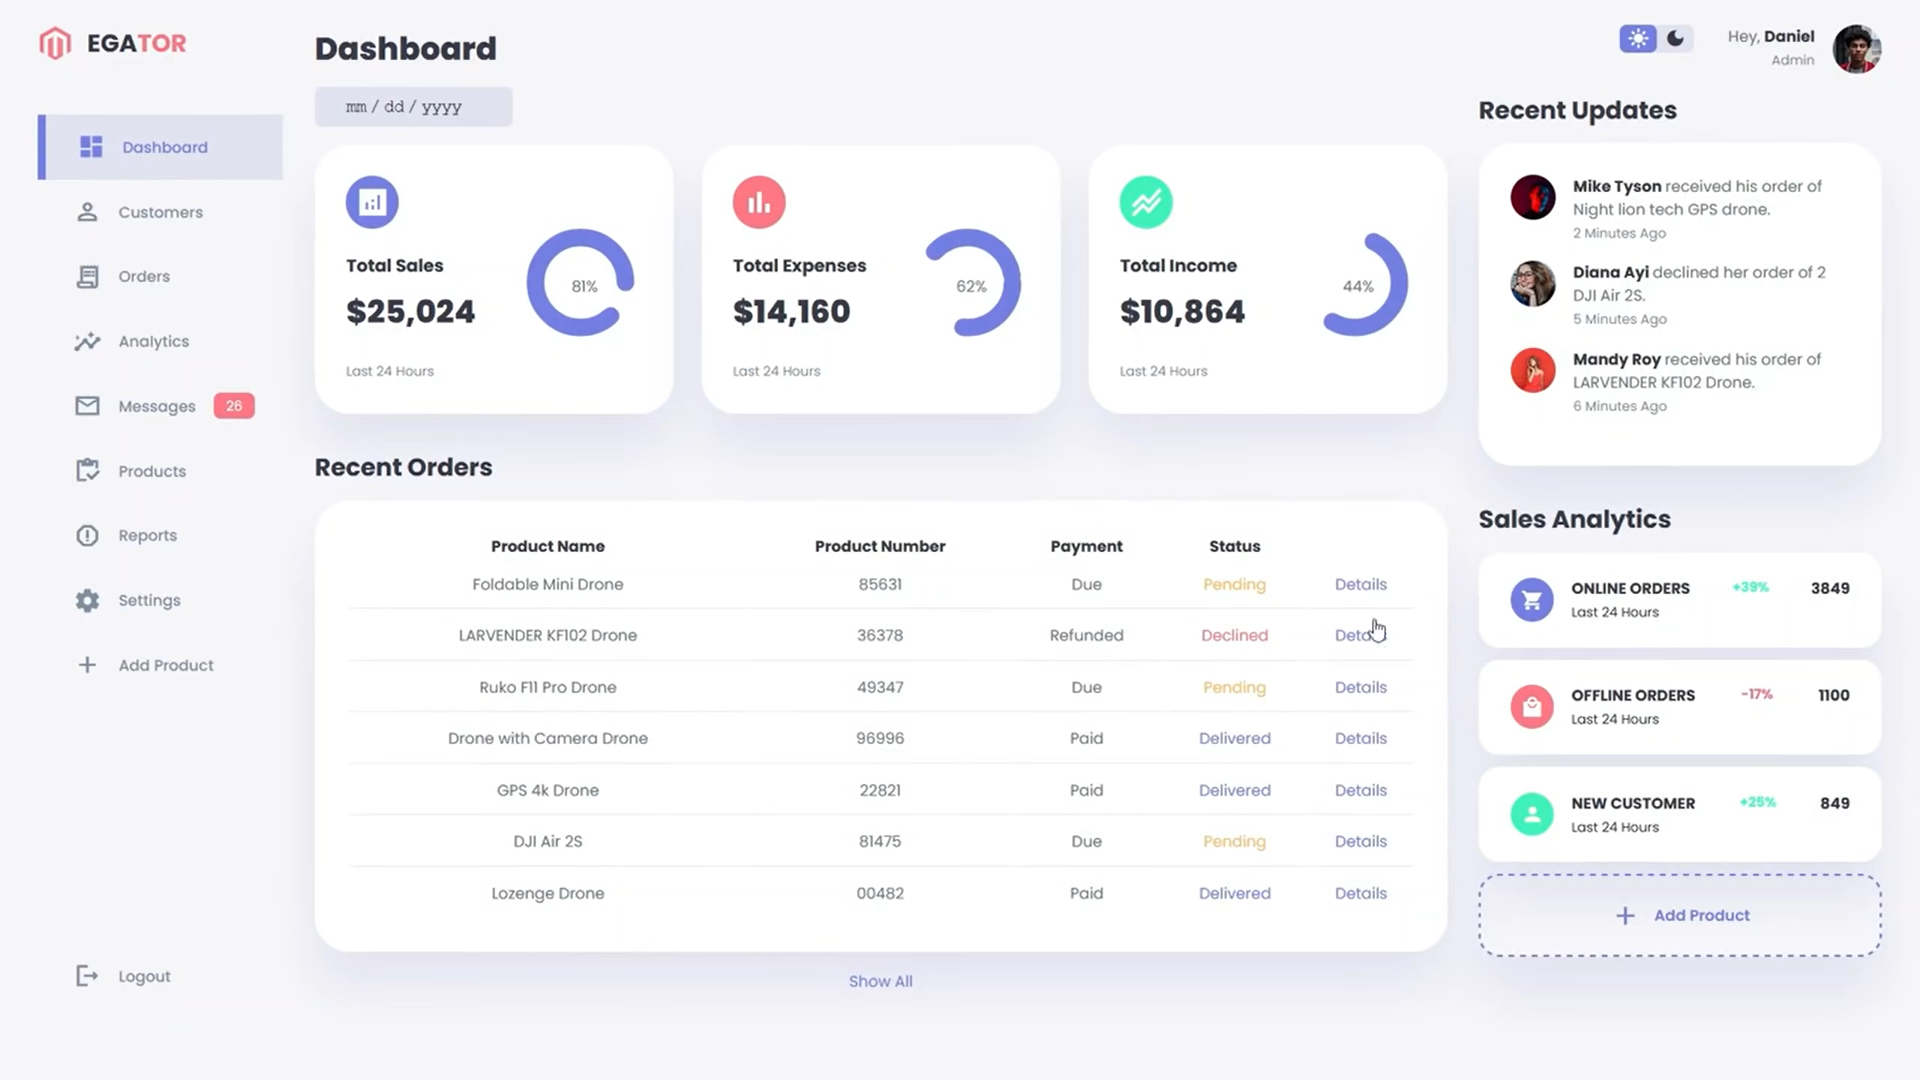 EGATOR
Dashboard
Customers
Orders
Analytics
Messages 26
Products
Reports
Settings
Add Product
Logout
Dashboard
mm / dd / yyyy
Total Sales
$25,024
81%
Last 24 Hours
Total Expenses
$14,160
62%
Last 24 Hours
Total Income
$10,864
44%
Last 24 Hours
Recent Orders
Product Name Product Number Payment Status
Foldable Mini Drone 85631 Due Pending Details
LARVENDER KF102 Drone 36378 Refunded Declined Details
Ruko F11 Pro Drone 49347 Due Pending Details
Drone with Camera Drone 96996 Paid Delivered Details
GPS 4k Drone 22821 Paid Delivered Details
DJI Air 2S 81475 Due Pending Details
Lozenge Drone 00482 Paid Delivered Details
Show All
Hey, Daniel
Admin
Recent Updates
Mike Tyson received his order of
Night lion tech GPS drone.
2 Minutes Ago
Diana Ayi declined her order of 2
DJI Air 2S.
5 Minutes Ago
Mandy Roy received his order of
LARVENDER KF102 Drone.
6 Minutes Ago
Sales Analytics
ONLINE ORDERS +39% 3849
Last 24 Hours
OFFLINE ORDERS -17% 1100
Last 24 Hours
NEW CUSTOMER +25% 849
Last 24 Hours
Add Product